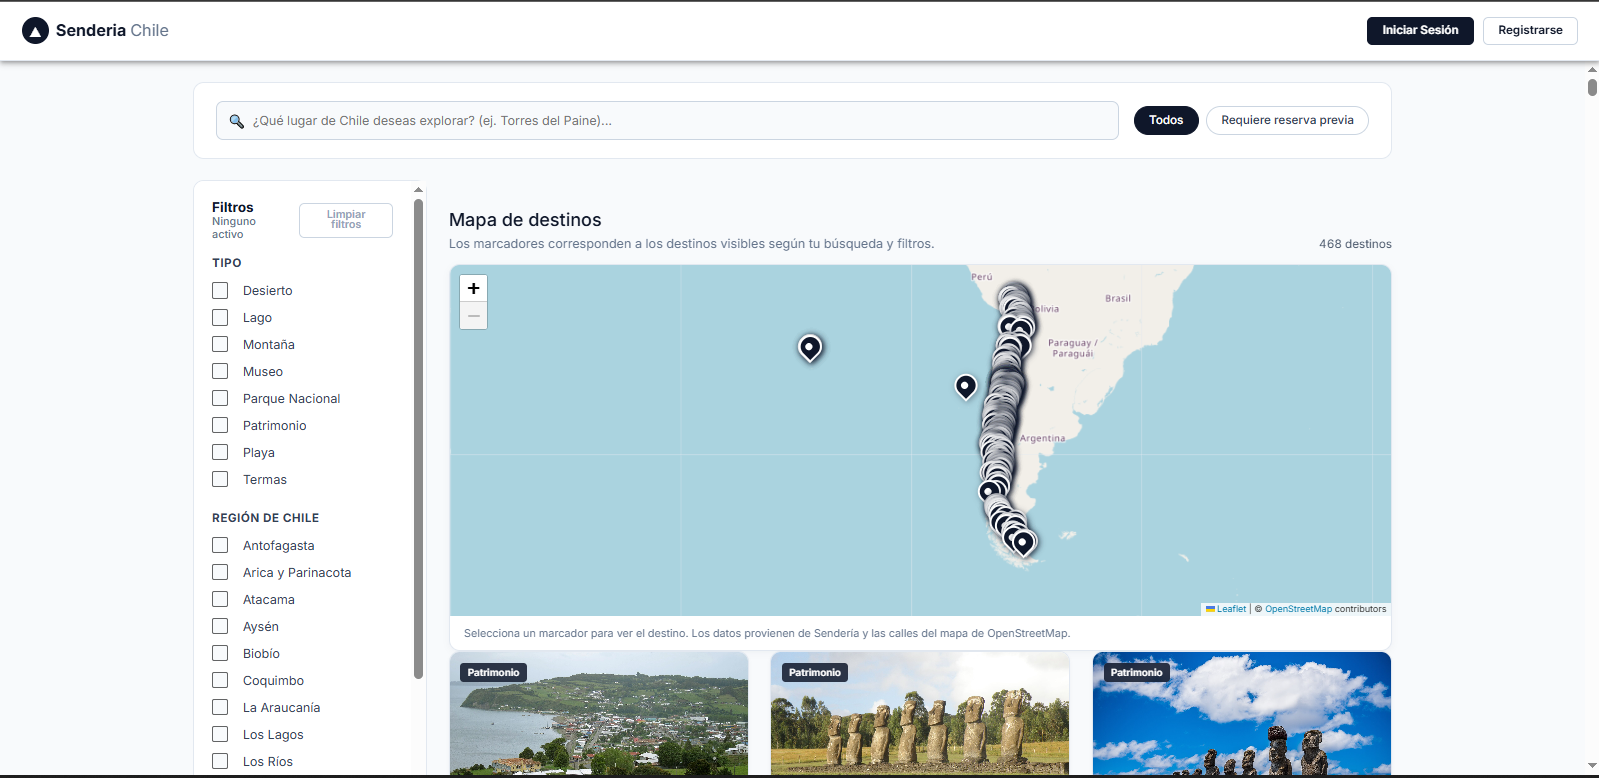 Senderia Chile
Iniciar Sesión
Registrarse
¿Qué lugar de Chile deseas explorar? (ej. Torres del Paine)...
Todos
Requiere reserva previa
Filtros
Ninguno
activo
Limpiar
filtros
TIPO
Desierto
Lago
Montaña
Museo
Parque Nacional
Patrimonio
Playa
Termas
REGIÓN DE CHILE
Antofagasta
Arica y Parinacota
Atacama
Aysén
Biobío
Coquimbo
La Araucanía
Los Lagos
Los Ríos
Mapa de destinos
Los marcadores corresponden a los destinos visibles según tu búsqueda y filtros.
468 destinos
+
−
Perú
olivia
Brasil
Paraguay /
Paraguái
Argentina
Leaflet | © OpenStreetMap contributors
Selecciona un marcador para ver el destino. Los datos provienen de Sendería y las calles del mapa de OpenStreetMap.
Patrimonio
Patrimonio
Patrimonio